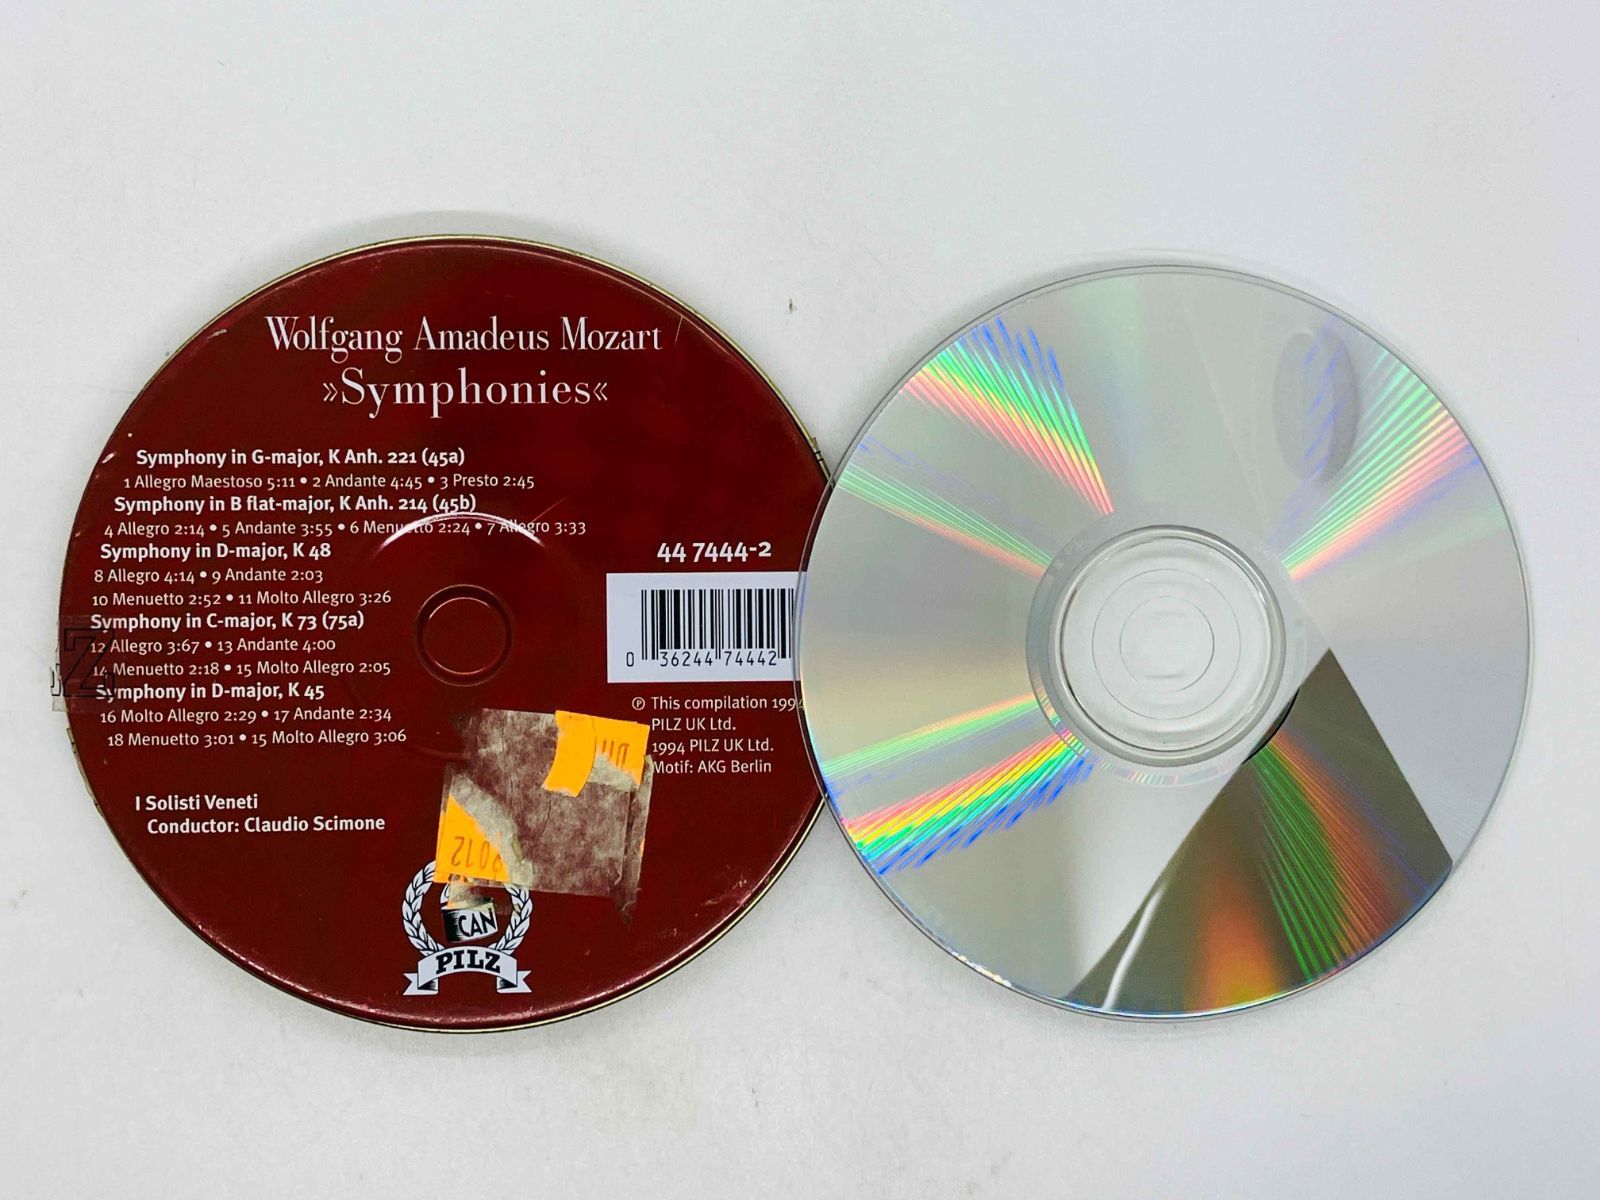 Wolfgang Amadeus Mozart
»Symphonies«
Symphony in G-major, K Anh. 221 (45a)
1 Allegro Maestoso 5:11 • 2 Andante 4:45 • 3 Presto 2:45
Symphony in B flat-major, K Anh. 214 (45b)
4 Allegro 2:14 • 5 Andante 3:55 • 6 Menuetto 2:24 • 7 Allegro 3:33
Symphony in D-major, K 48
8 Allegro 4:14 • 9 Andante 2:03
10 Menuetto 2:52 • 11 Molto Allegro 3:26
Symphony in C-major, K 73 (75a)
12 Allegro 3:67 • 13 Andante 4:00
14 Menuetto 2:18 • 15 Molto Allegro 2:05
Symphony in D-major, K 45
16 Molto Allegro 2:29 • 17 Andante 2:34
18 Menuetto 3:01 • 15 Molto Allegro 3:06
I Solisti Veneti
Conductor: Claudio Scimone
44 7444-2
0 36244 74442
℗ This compilation 1994
PILZ UK Ltd.
1994 PILZ UK Ltd.
Motif: AKG Berlin
CAN
PILZ